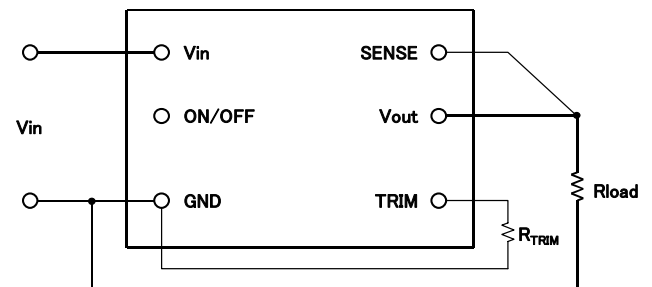 Vin SENSE
ON/OFF Vout
Vin
GND TRIM
Rload
RTRIM